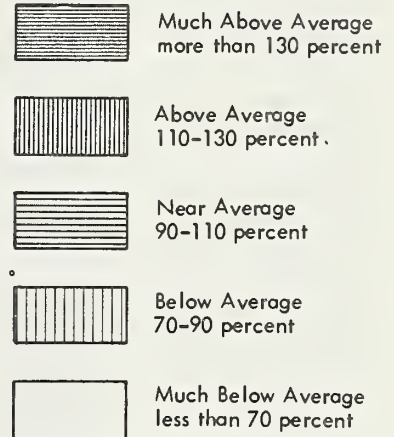 Much Above Average
more than 130 percent
Above Average
110-130 percent.
Near Average
90-110 percent
Below Average
70-90 percent
Much Below Average
less than 70 percent